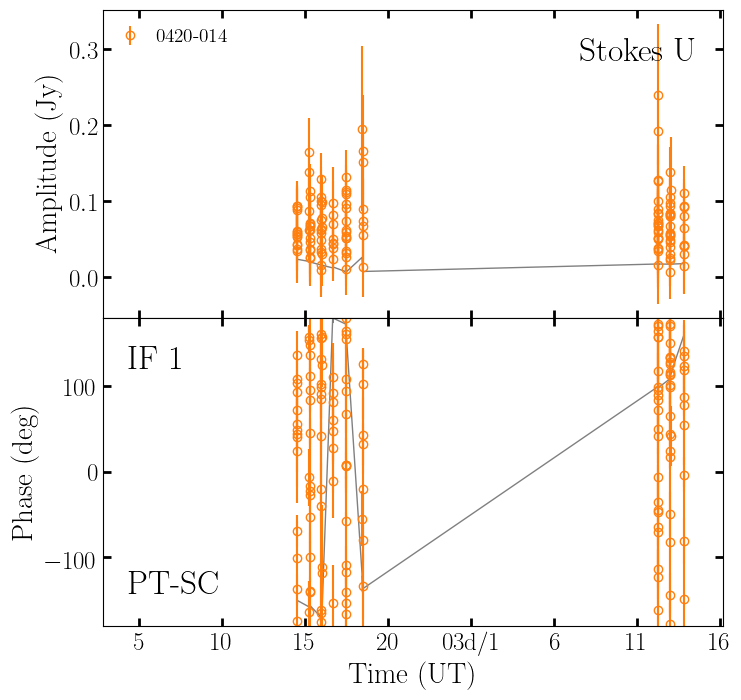 0420-014
Stokes U
0.3
0.2
0.1
0.0
Amplitude (Jy)
IF 1
100
0
−100
Phase (deg)
PT-SC
5 10 15 20 03d/1 6 11 16
Time (UT)